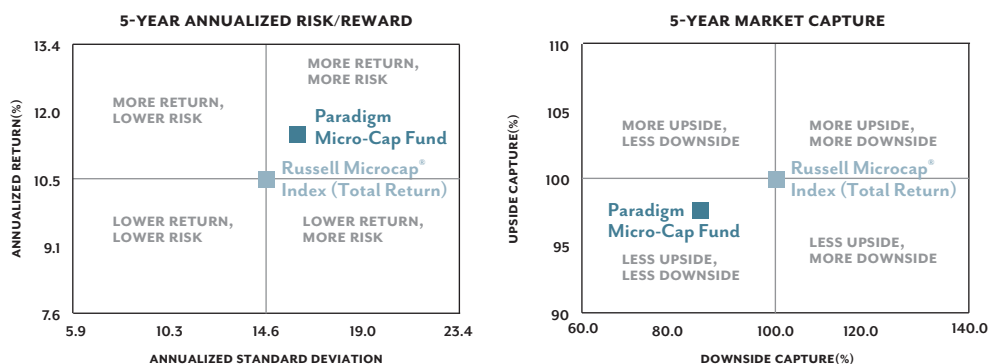 5-YEAR ANNUALIZED RISK/REWARD
13.4
12.0
10.5
9.1
7.6
ANNUALIZED RETURN(%)
MORE RETURN,
LOWER RISK
MORE RETURN,
MORE RISK
Paradigm
Micro-Cap Fund
Russell Microcap®
Index (Total Return)
LOWER RETURN,
LOWER RISK
LOWER RETURN,
MORE RISK
5.9 10.3 14.6 19.0 23.4
ANNUALIZED STANDARD DEVIATION
5-YEAR MARKET CAPTURE
110
105
100
95
90
UPSIDE CAPTURE(%)
MORE UPSIDE,
LESS DOWNSIDE
MORE UPSIDE,
MORE DOWNSIDE
Russell Microcap®
Index (Total Return)
Paradigm
Micro-Cap Fund
LESS UPSIDE,
LESS DOWNSIDE
LESS UPSIDE,
MORE DOWNSIDE
60.0 80.0 100.0 120.0 140.0
DOWNSIDE CAPTURE(%)